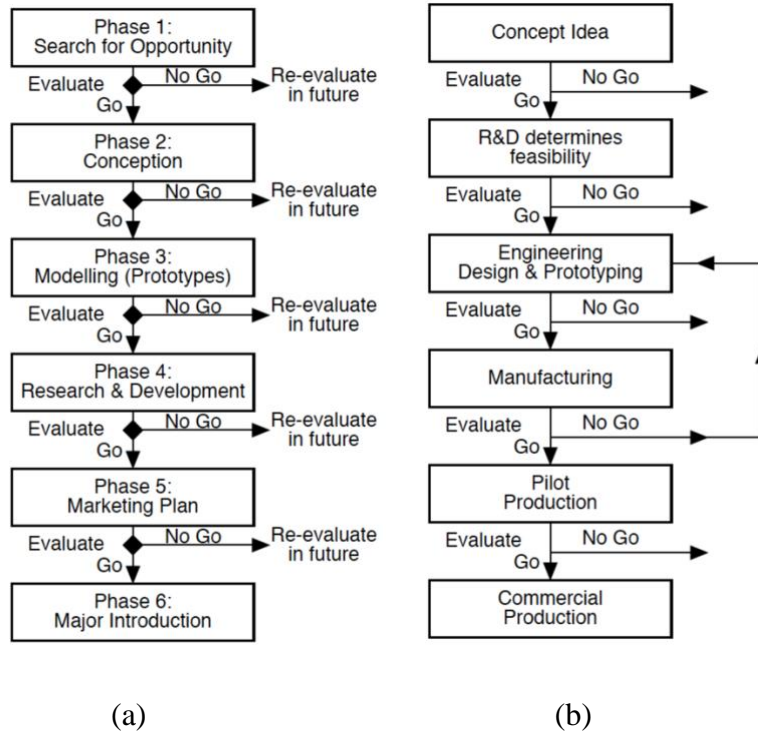 Phase 1:
Search for Opportunity
Evaluate
No Go
Re-evaluate
in future
Go
Phase 2:
Conception
Evaluate
No Go
Re-evaluate
in future
Go
Phase 3:
Modelling (Prototypes)
Evaluate
No Go
Re-evaluate
in future
Go
Phase 4:
Research & Development
Evaluate
No Go
Re-evaluate
in future
Go
Phase 5:
Marketing Plan
Evaluate
No Go
Re-evaluate
in future
Go
Phase 6:
Major Introduction
(a)
Concept Idea
Evaluate
No Go
Go
R&D determines
feasibility
Evaluate
No Go
Go
Engineering
Design & Prototyping
Evaluate
No Go
Go
Manufacturing
Evaluate
No Go
Go
Pilot
Production
Evaluate
No Go
Go
Commercial
Production
(b)